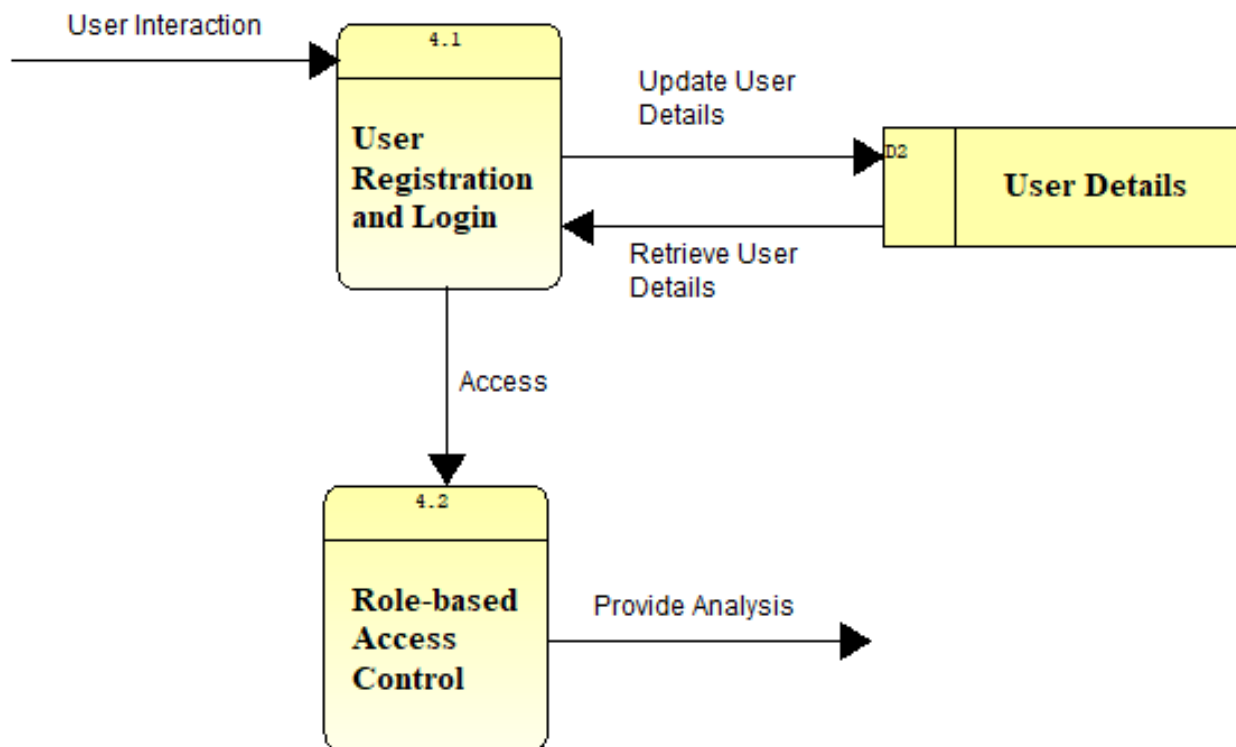 User Interaction
4.1
User
Registration
and Login
Update User
Details
D2
User Details
Retrieve User
Details
Access
4.2
Role-based
Access
Control
Provide Analysis